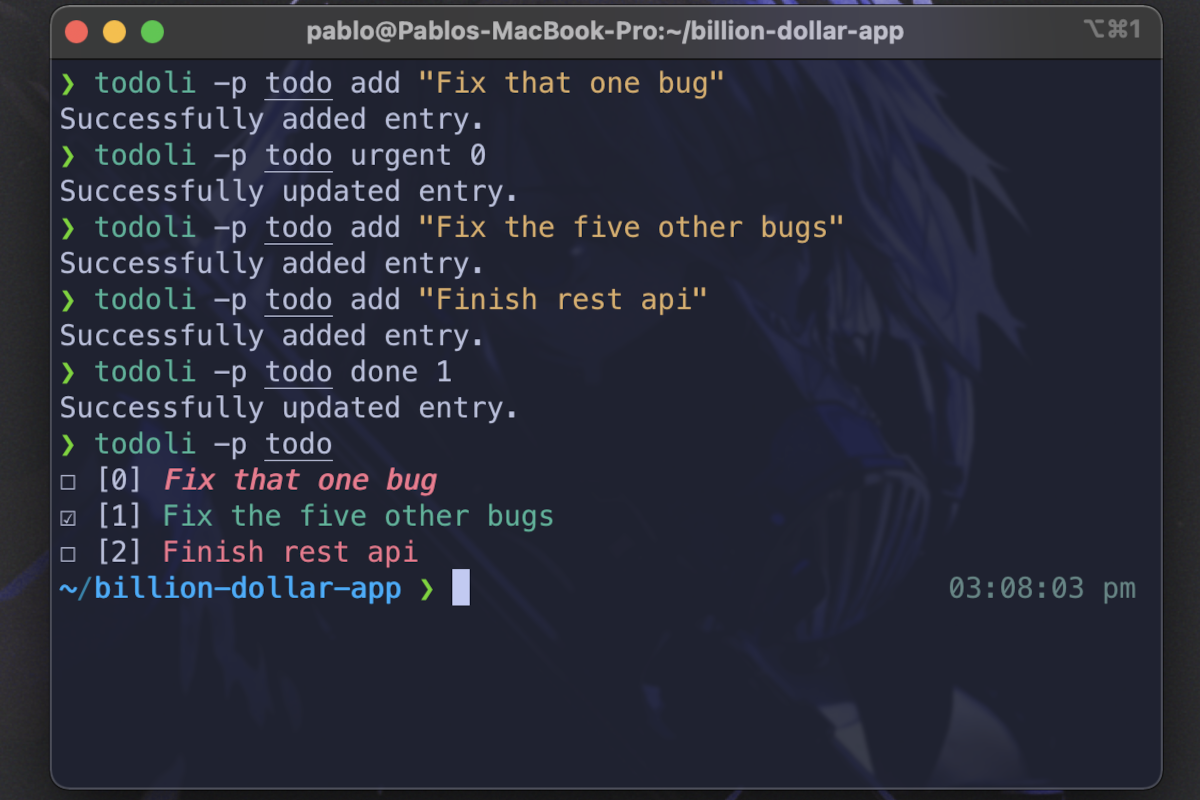 pablo@Pablos-MacBook-Pro:~/billion-dollar-app ⌥⌘1
❯ todoli -p todo add "Fix that one bug"
Successfully added entry.
❯ todoli -p todo urgent 0
Successfully updated entry.
❯ todoli -p todo add "Fix the five other bugs"
Successfully added entry.
❯ todoli -p todo add "Finish rest api"
Successfully added entry.
❯ todoli -p todo done 1
Successfully updated entry.
❯ todoli -p todo
☐ [0] Fix that one bug
☑ [1] Fix the five other bugs
☐ [2] Finish rest api
~/billion-dollar-app ❯ 03:08:03 pm